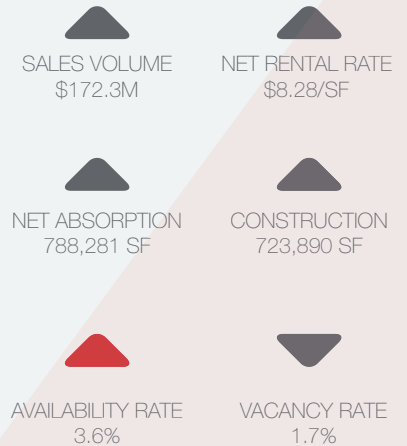 SALES VOLUME
$172.3M
NET RENTAL RATE
$8.28/SF
NET ABSORPTION
788,281 SF
CONSTRUCTION
723,890 SF
AVAILABILITY RATE
3.6%
VACANCY RATE
1.7%